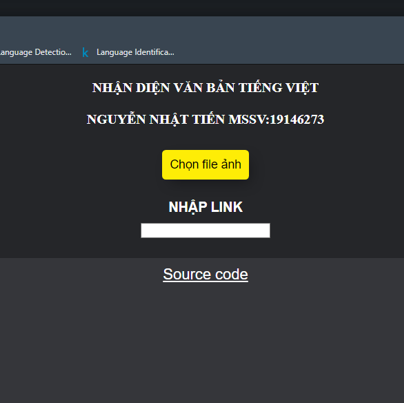 Language Detectio...
k Language Identifica...
NHẬN DIỆN VĂN BẢN TIẾNG VIỆT
NGUYỄN NHẬT TIẾN MSSV:19146273
Chọn file ảnh
NHẬP LINK
Source code